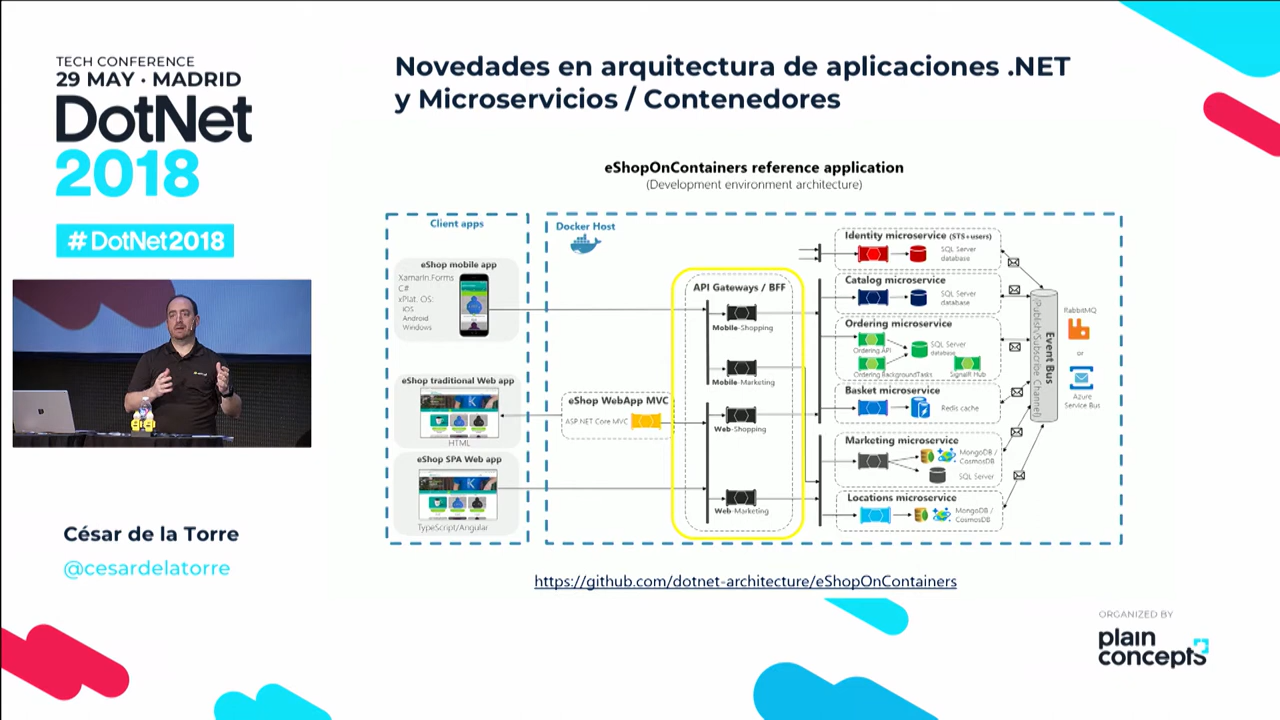 TECH CONFERENCE
29 MAY · MADRID
DotNet
2018
#DotNet2018
César de la Torre
@cesardelatorre
Novedades en arquitectura de aplicaciones .NET
y Microservicios / Contenedores
eShopOnContainers reference application
(Development environment architecture)
Client apps
eShop mobile app
Xamarin.Forms
C#
xPlat. OS:
iOS
Android
Windows
eShop traditional Web app
HTML
eShop SPA Web app
TypeScript/Angular
Docker Host
eShop WebApp MVC
ASP.NET Core MVC
API Gateways / BFF
Mobile-Shopping
Mobile-Marketing
Web-Shopping
Web-Marketing
Identity microservice (STS+users)
SQL Server
database
Catalog microservice
SQL Server
database
Ordering microservice
Ordering API
SQL Server
database
Ordering BackgroundTasks
SignalR Hub
Basket microservice
Redis cache
Marketing microservice
MongoDB /
CosmosDB
SQL Server
Locations microservice
MongoDB /
CosmosDB
Event Bus
(Publish/Subscribe Channel)
RabbitMQ
or
Azure
Service Bus
https://github.com/dotnet-architecture/eShopOnContainers
ORGANIZED BY
plain
concepts